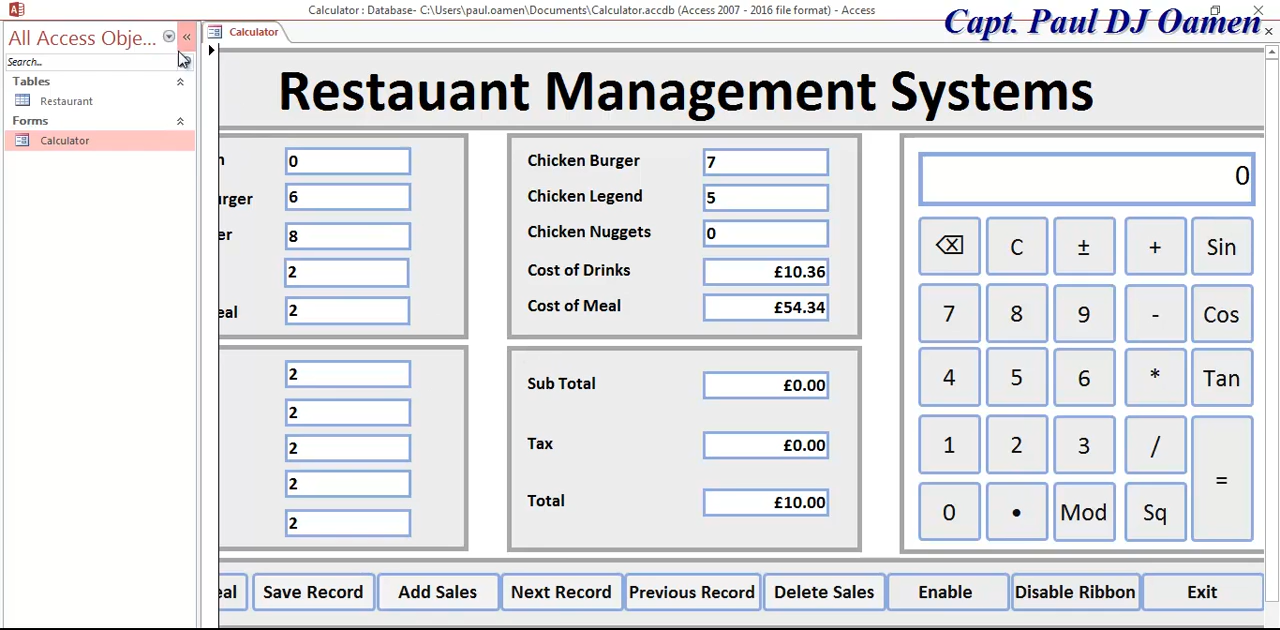 Calculator : Database- C:\Users\paul.oamen\Documents\Calculator.accdb (Access 2007 - 2016 file format) - Access
Capt. Paul DJ Oamen
All Access Obje...
Search...
Tables
Restaurant
Forms
Calculator
Calculator
Restauant Management Systems
n 0
urger 6
er 8
2
eal 2
2
2
2
2
2
Chicken Burger 7
Chicken Legend 5
Chicken Nuggets 0
Cost of Drinks £10.36
Cost of Meal £54.34
Sub Total £0.00
Tax £0.00
Total £10.00
0
⌫ C ± + Sin
7 8 9 - Cos
4 5 6 * Tan
1 2 3 / =
0 • Mod Sq
eal Save Record Add Sales Next Record Previous Record Delete Sales Enable Disable Ribbon Exit